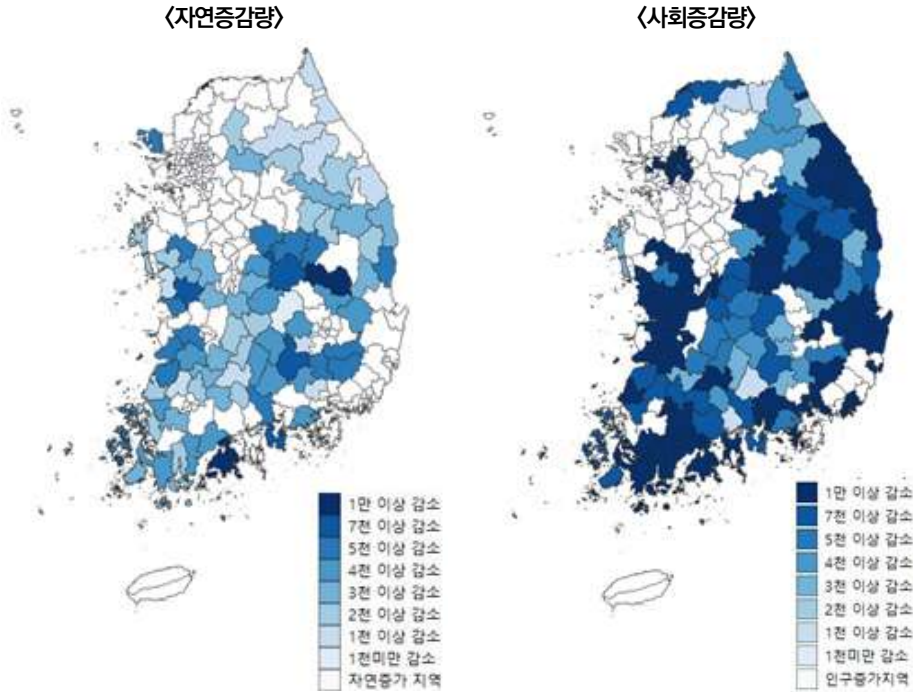 〈자연증감량〉
〈사회증감량〉
1만 이상 감소
7천 이상 감소
5천 이상 감소
4천 이상 감소
3천 이상 감소
2천 이상 감소
1천 이상 감소
1천미만 감소
자연증가 지역
1만 이상 감소
7천 이상 감소
5천 이상 감소
4천 이상 감소
3천 이상 감소
2천 이상 감소
1천 이상 감소
1천미만 감소
인구증가지역